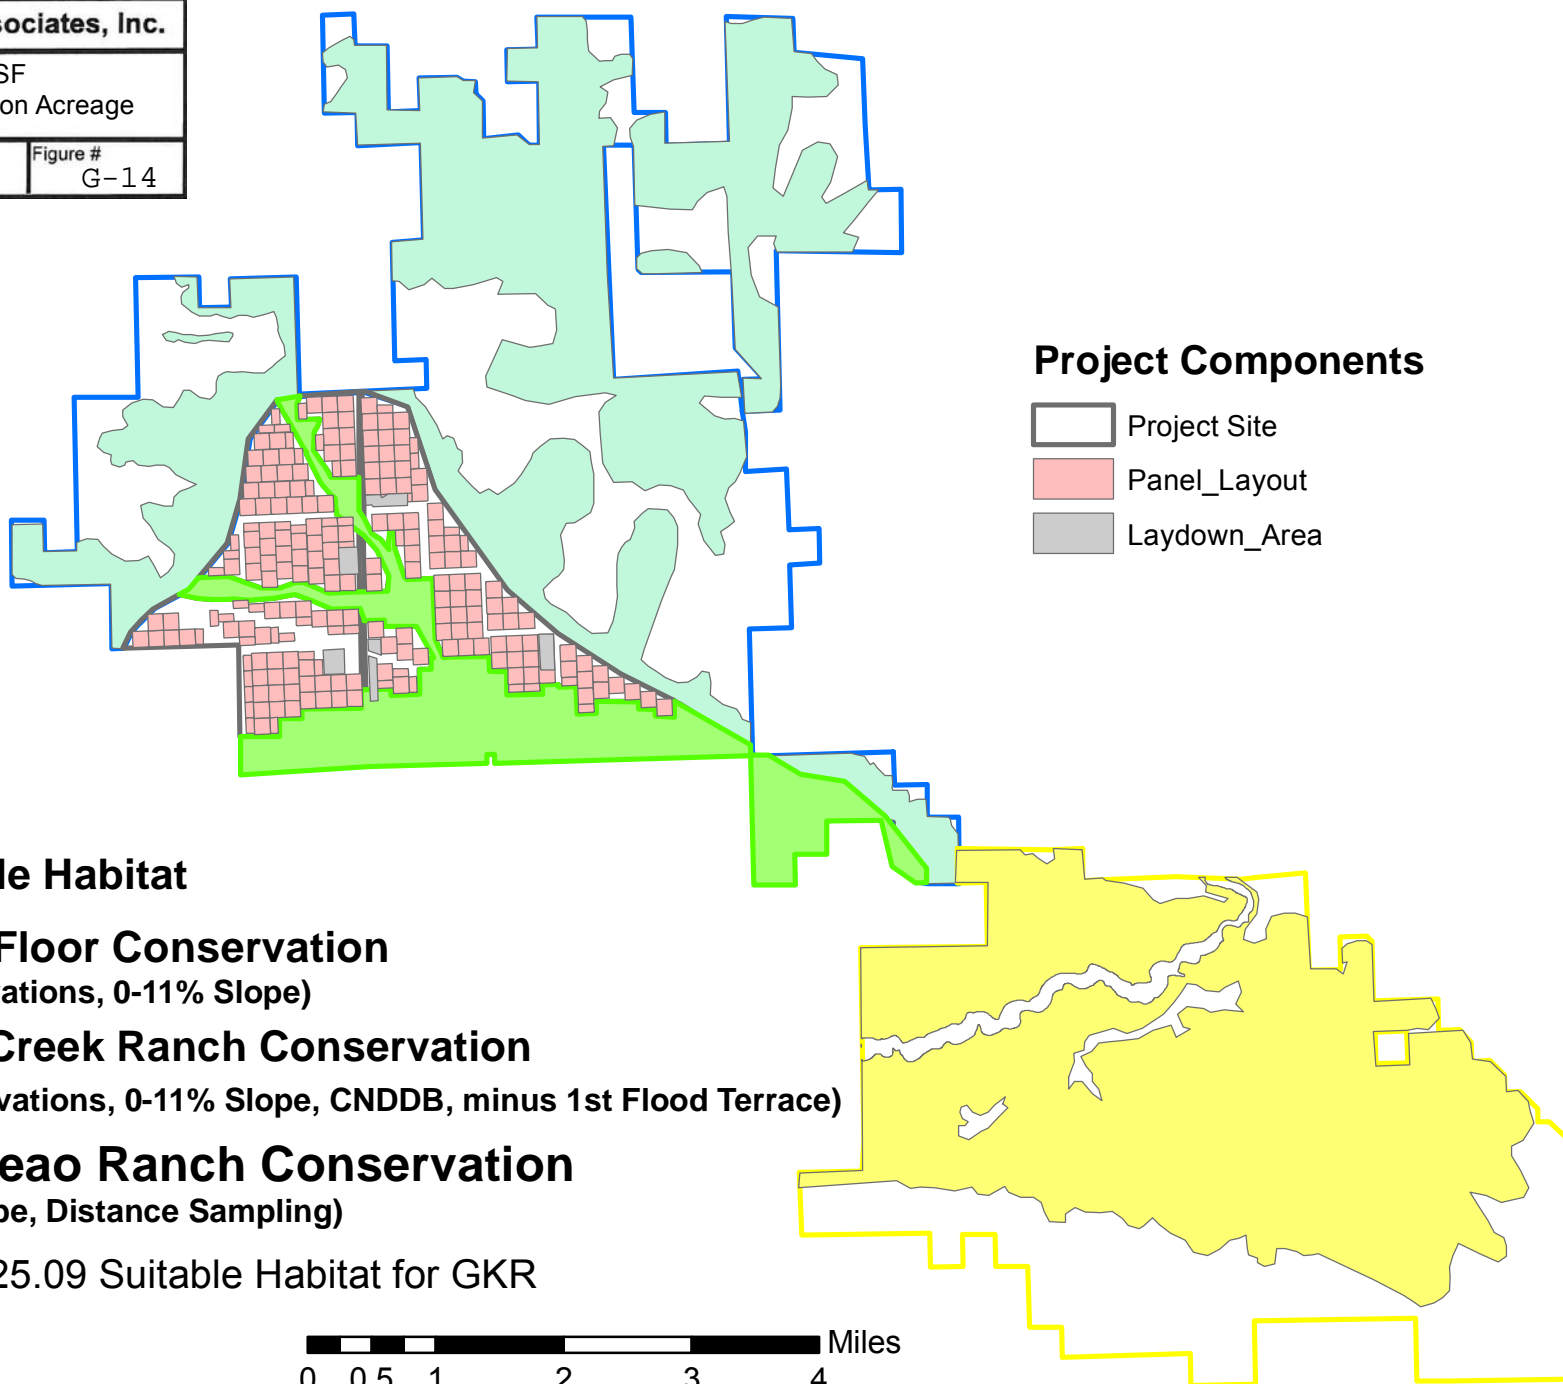 sociates, Inc.
SF
on Acreage
Figure #
G-14
Project Components
Project Site
Panel_Layout
Laydown_Area
le Habitat
Floor Conservation
vations, 0-11% Slope)
Creek Ranch Conservation
vations, 0-11% Slope, CNDDB, minus 1st Flood Terrace)
eao Ranch Conservation
pe, Distance Sampling)
25.09 Suitable Habitat for GKR
Miles
0 0.5 1 2 3 4